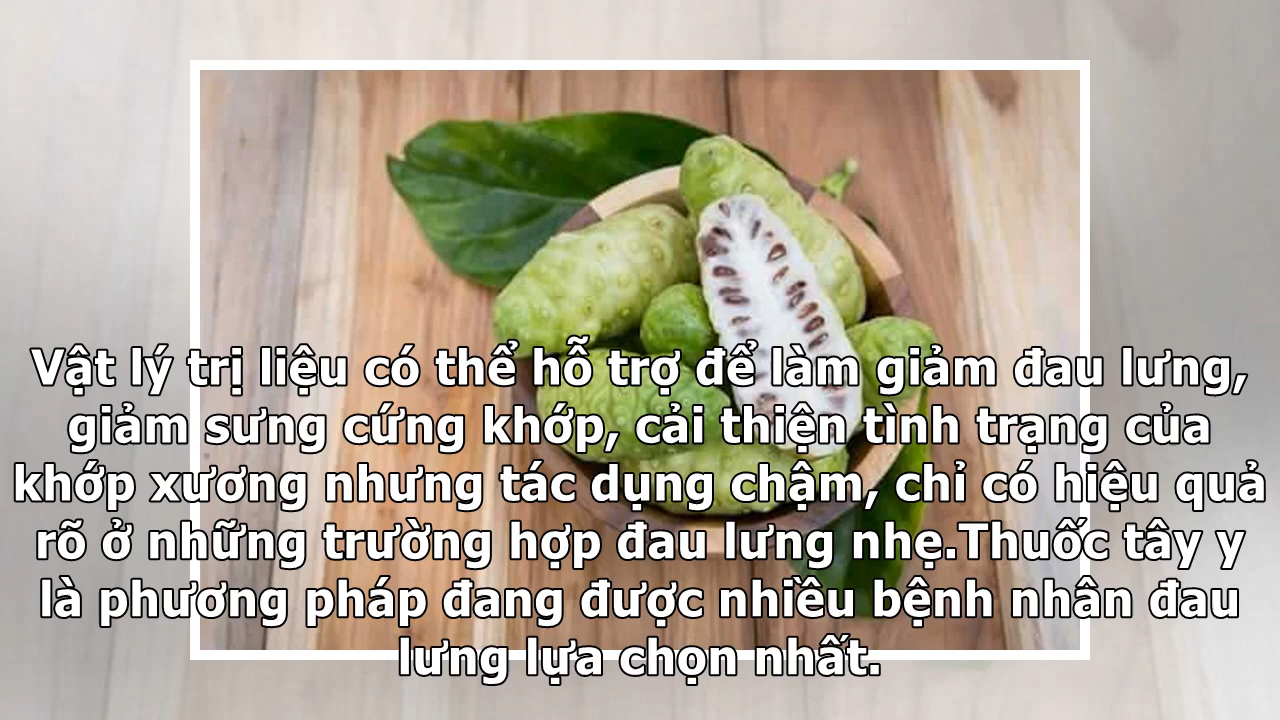 Vật lý trị liệu có thể hỗ trợ để làm giảm đau lưng,
giảm sưng cứng khớp, cải thiện tình trạng của
khớp xương nhưng tác dụng chậm, chỉ có hiệu quả
rõ ở những trường hợp đau lưng nhẹ.Thuốc tây y
là phương pháp đang được nhiều bệnh nhân đau
lưng lựa chọn nhất.